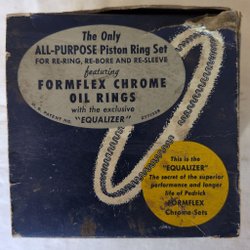 The Only
ALL-PURPOSE Piston Ring Set
FOR RE-RING, RE-BORE AND RE-SLEEVE
featuring
FORMFLEX CHROME
OIL RINGS
with the exclusive
"EQUALIZER"
U. S. PATENT NO.
This is the
"EQUALIZER"
The secret of the superior
performance and longer
life of Pedrick
FORMFLEX
Chrome Sets